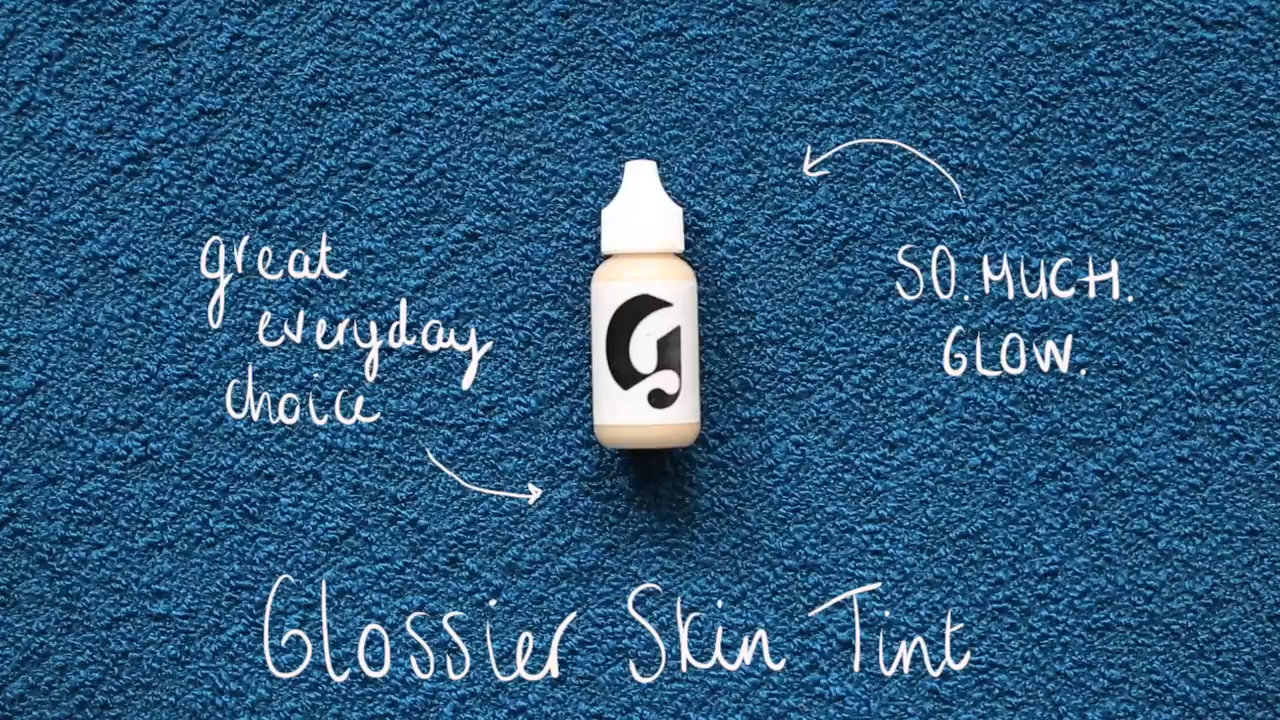 great
everyday
choice
SO. MUCH.
GLOW.
G
Glossier Skin Tint